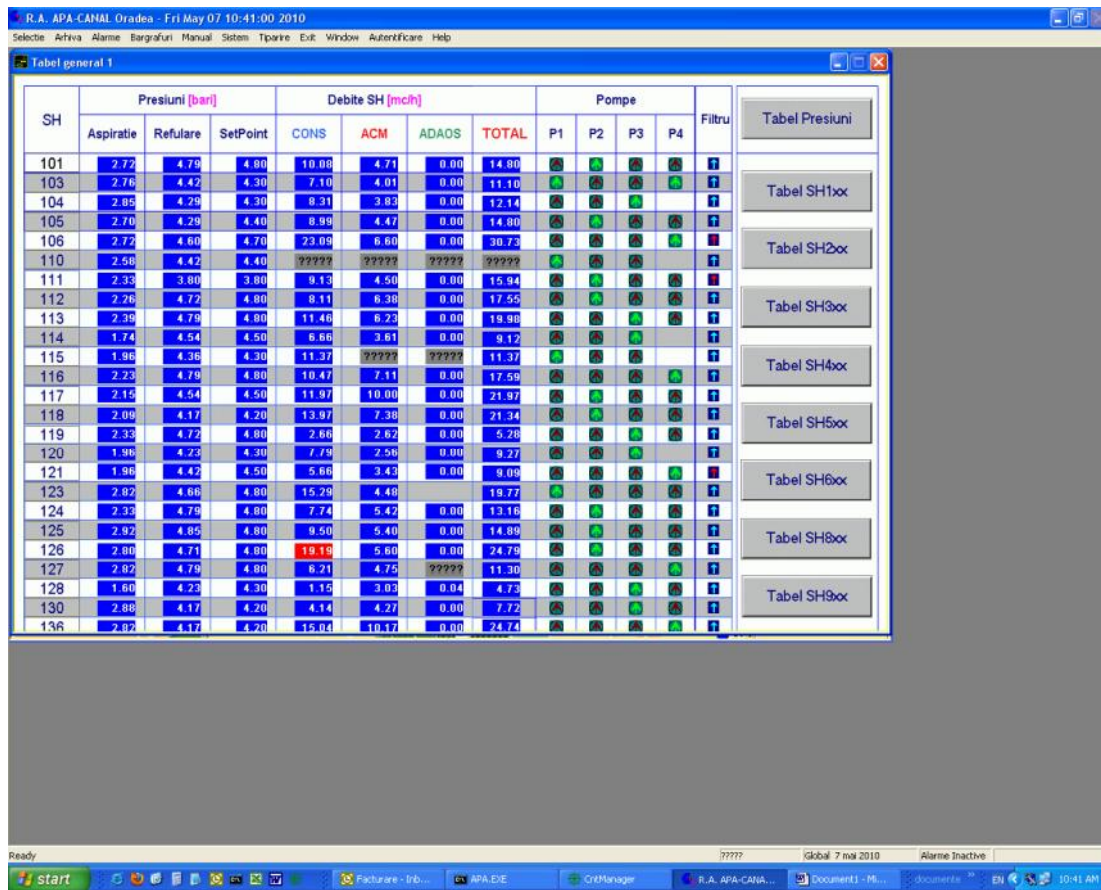 R.A. APA-CANAL Oradea - Fri May 07 10:41:00 2010
Selectie Arhiva Alarme Bargrafuri Manual Sistem Tiparire Exit Window Autentificare Help
Tabel general 1
SH Presiuni [bari] Debite SH [mc/h] Pompe Filtru
Aspiratie Refulare SetPoint CONS ACM ADAOS TOTAL P1 P2 P3 P4
101 2.72 4.79 4.80 10.08 4.71 0.00 14.80
103 2.76 4.42 4.30 7.10 4.01 0.00 11.10
104 2.85 4.29 4.30 8.31 3.83 0.00 12.14
105 2.70 4.29 4.40 8.99 4.47 0.00 14.80
106 2.72 4.60 4.70 23.09 6.60 0.00 30.73
110 2.58 4.42 4.40 ????? ????? ????? ?????
111 2.33 3.80 3.80 9.13 4.50 0.00 15.94
112 2.26 4.72 4.80 8.11 6.38 0.00 17.55
113 2.39 4.79 4.80 11.46 6.23 0.00 19.98
114 1.74 4.54 4.50 6.66 3.61 0.00 9.12
115 1.96 4.36 4.30 11.37 ????? ????? 11.37
116 2.23 4.79 4.80 10.47 7.11 0.00 17.59
117 2.15 4.54 4.50 11.97 10.00 0.00 21.97
118 2.09 4.17 4.20 13.97 7.38 0.00 21.34
119 2.33 4.72 4.80 2.66 2.62 0.00 5.28
120 1.96 4.23 4.30 7.79 2.56 0.00 9.27
121 1.96 4.42 4.50 5.66 3.43 0.00 9.09
123 2.82 4.66 4.80 15.29 4.48 19.77
124 2.33 4.79 4.80 7.74 5.42 0.00 13.16
125 2.92 4.85 4.80 9.50 5.40 0.00 14.89
126 2.80 4.71 4.80 19.19 5.60 0.00 24.79
127 2.82 4.79 4.80 6.21 4.75 ????? 11.30
128 1.60 4.23 4.30 1.15 3.03 0.04 4.73
130 2.88 4.17 4.20 4.14 4.27 0.00 7.72
136 2.82 4.17 4.20 15.04 10.17 0.00 24.74
Tabel Presiuni
Tabel SH1xx
Tabel SH2xx
Tabel SH3xx
Tabel SH4xx
Tabel SH5xx
Tabel SH6xx
Tabel SH8xx
Tabel SH9xx
Ready ????? Global 7 mai 2010 Alarme Inactive
start Facturare - Inb... APA.EXE CntManager R.A. APA-CANA... Document1 - Mi... documente EN 10:41 AM